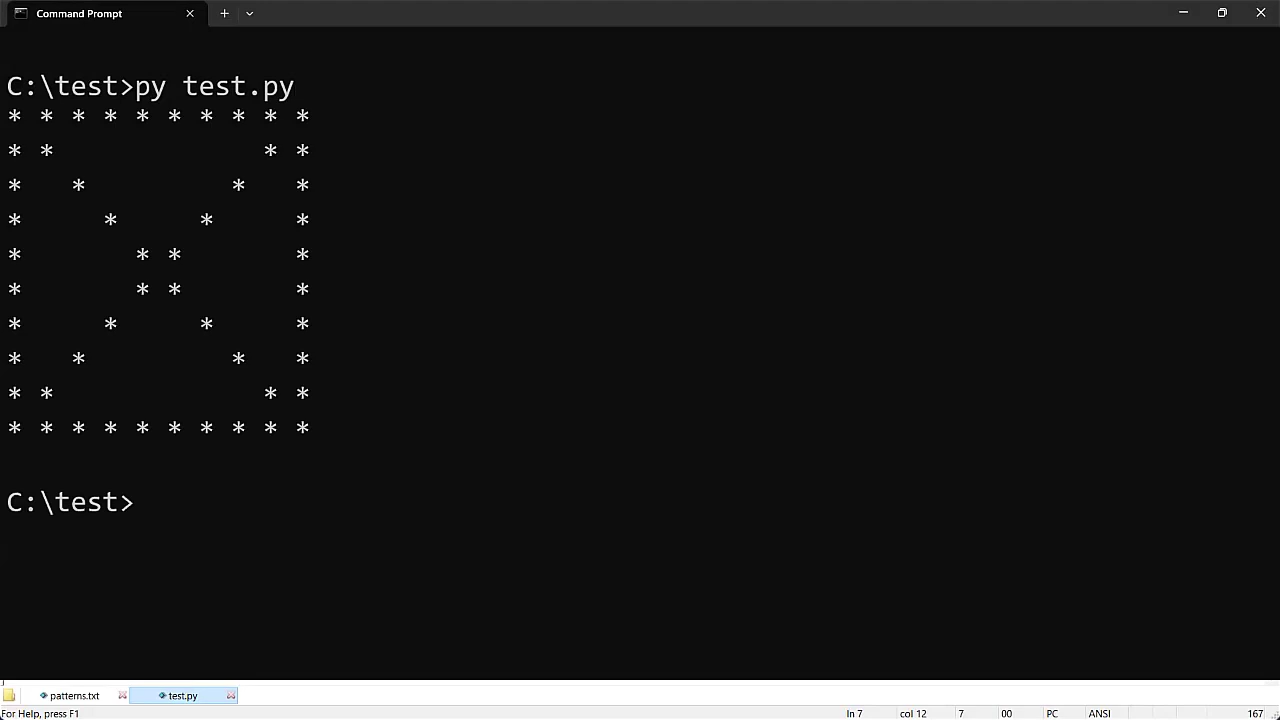 Command Prompt
C:\test>py test.py
* * * * * * * * * *
* *             * *
*   *         *   *
*     *     *     *
*       * *       *
*       * *       *
*     *     *     *
*   *         *   *
* *             * *
* * * * * * * * * *
C:\test>
patterns.txt test.py
For Help, press F1 ln 7 col 12 7 00 PC ANSI 167